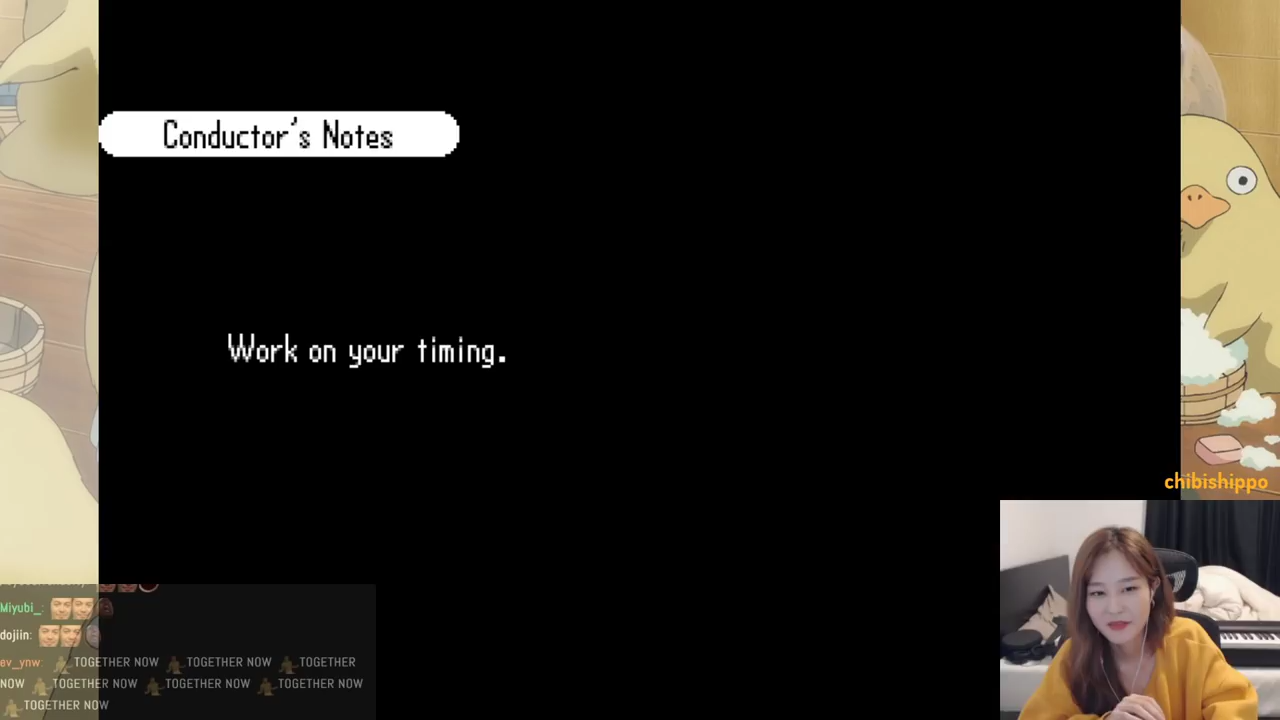 Conductor's Notes
Work on your timing.
chibishippo
Miyubi_:
dojiin:
ev_ynw: TOGETHER NOW TOGETHER NOW TOGETHER
NOW TOGETHER NOW TOGETHER NOW TOGETHER NOW
TOGETHER NOW